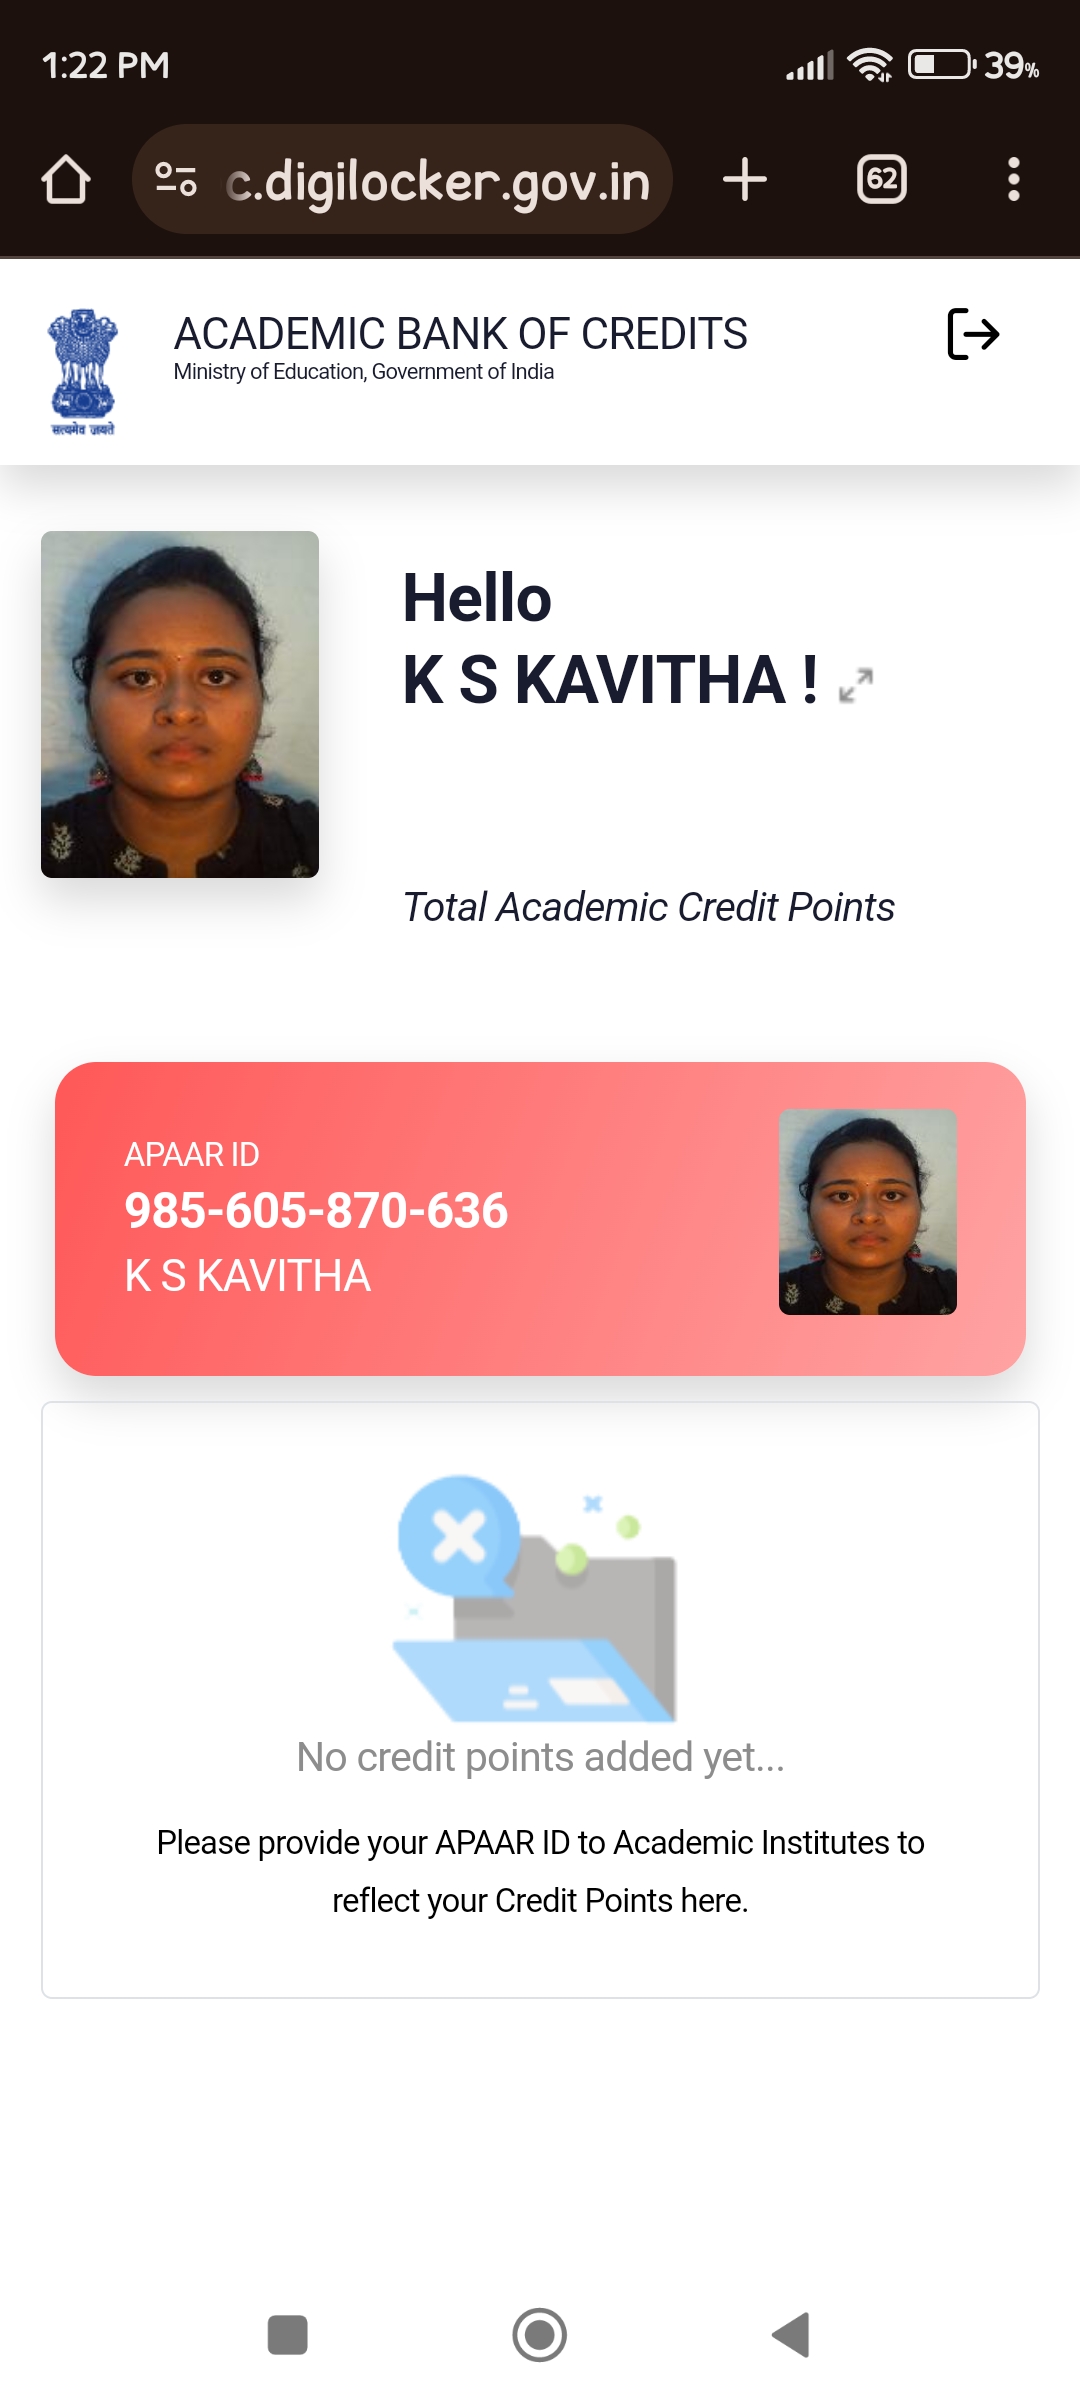 1:22 PM
39%
c.digilocker.gov.in
62
ACADEMIC BANK OF CREDITS
Ministry of Education, Government of India
सत्यमेव जयते
Hello
K S KAVITHA !
Total Academic Credit Points
APAAR ID
985-605-870-636
K S KAVITHA
No credit points added yet...
Please provide your APAAR ID to Academic Institutes to
reflect your Credit Points here.